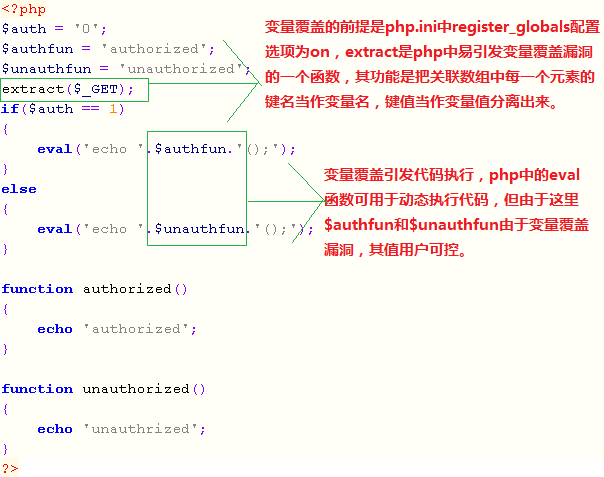 <?php
$auth = '0';
$authfun = 'authorized';
$unauthfun = 'unauthorized';
extract($_GET);
if($auth == 1)
{
    eval('echo '.$authfun.'();');
}
else
{
    eval('echo '.$unauthfun.'();');
}
function authorized()
{
    echo 'authorized';
}
function unauthorized()
{
    echo 'unauthrized';
}
?>
变量覆盖的前提是php.ini中register_globals配置
选项为on，extract是php中易引发变量覆盖漏洞
的一个函数，其功能是把关联数组中每一个元素的
键名当作变量名，键值当作变量值分离出来。
变量覆盖引发代码执行，php中的eval
函数可用于动态执行代码，但由于这里
$authfun和$unauthfun由于变量覆盖
漏洞，其值用户可控。